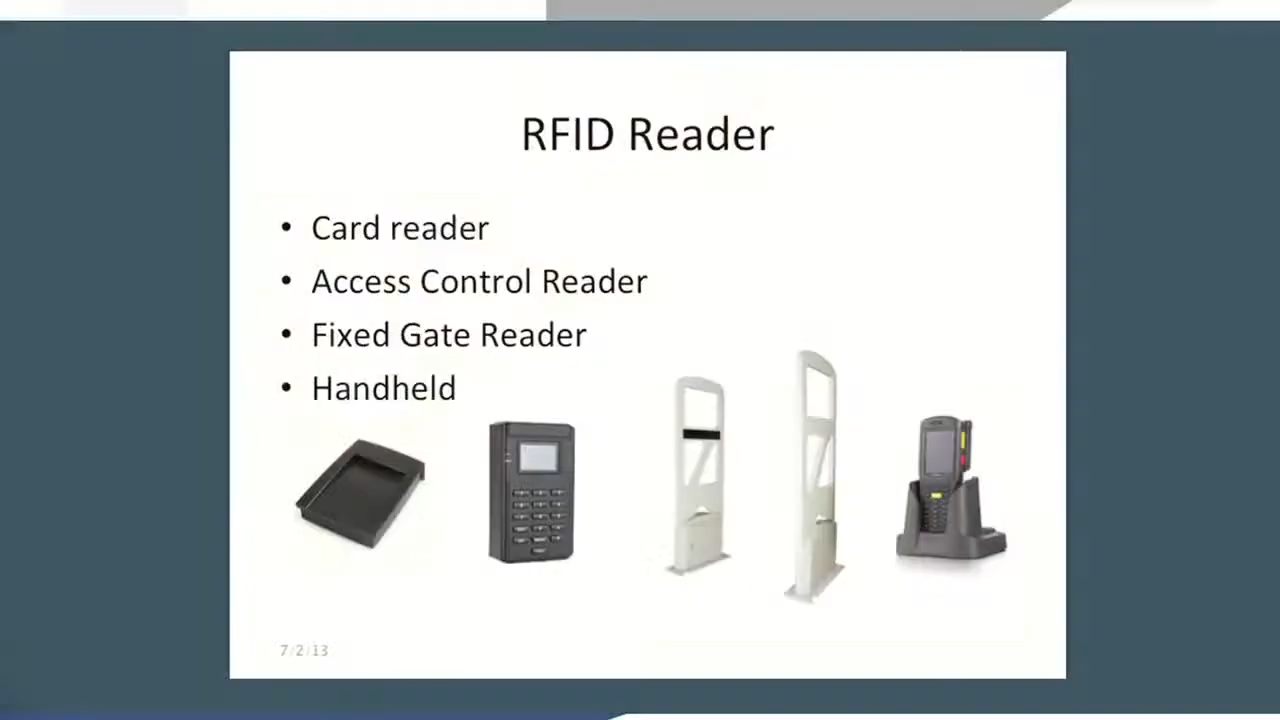 RFID Reader
• Card reader
• Access Control Reader
• Fixed Gate Reader
• Handheld
7/2/13